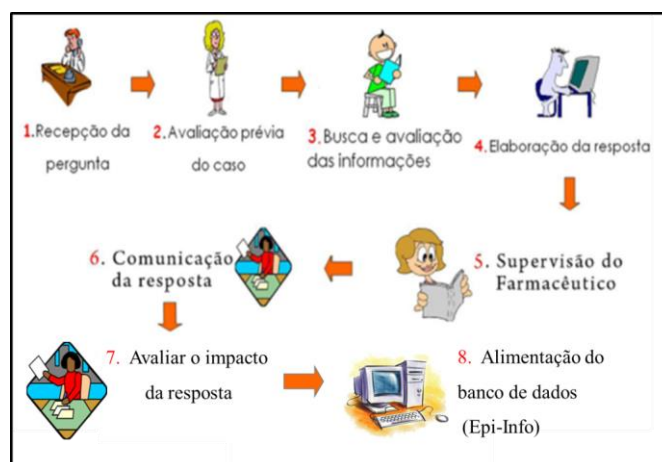 1.Recepção da
pergunta
2.Avaliação prévia
do caso
3.Busca e avaliação
das informações
4.Elaboração da resposta
5. Supervisão do
Farmacêutico
6. Comunicação
da resposta
7. Avaliar o impacto
da resposta
8. Alimentação do
banco de dados
(Epi-Info)